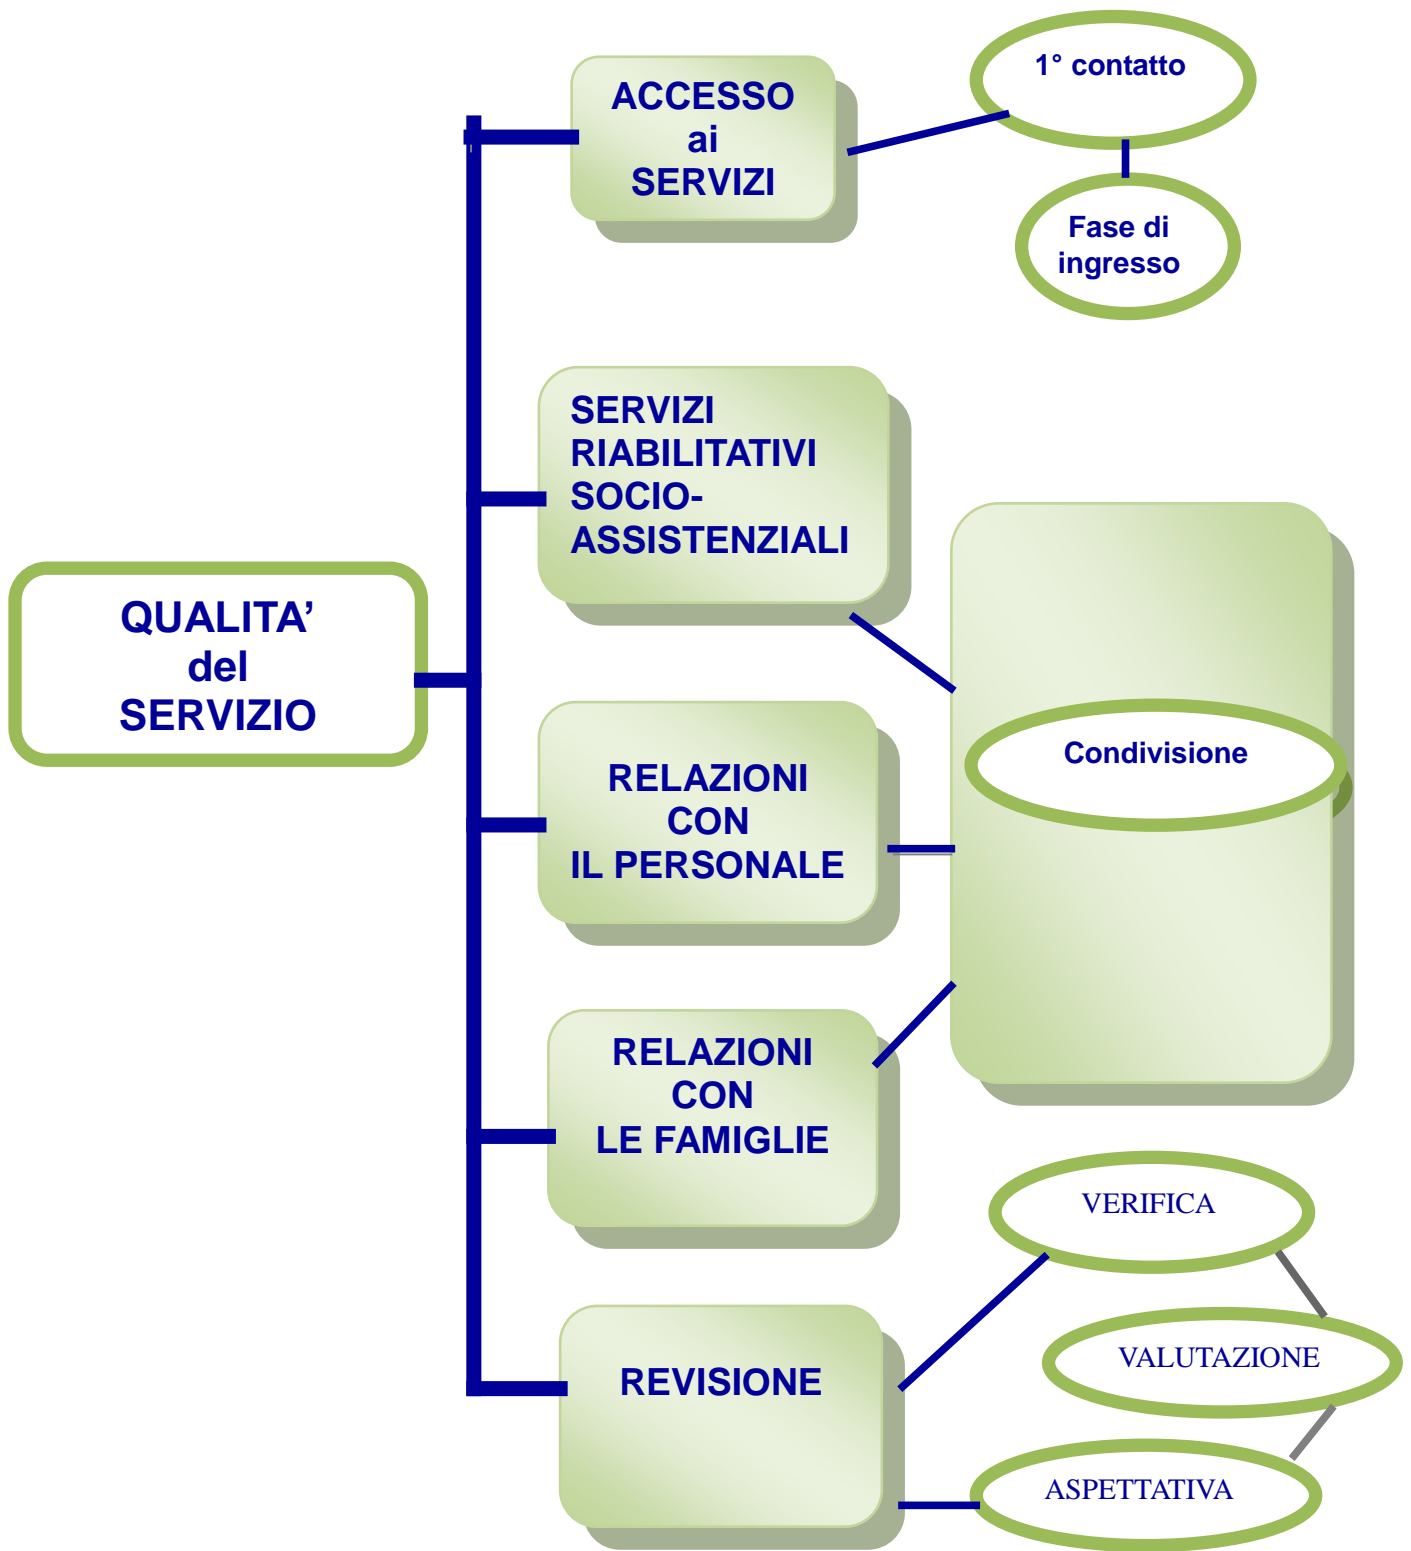 ACCESSO
ai
SERVIZI
1° contatto
Fase di
ingresso
SERVIZI
RIABILITATIVI
SOCIO-
ASSISTENZIALI
QUALITA’
del
SERVIZIO
RELAZIONI
CON
IL PERSONALE
Condivisione
RELAZIONI
CON
LE FAMIGLIE
VERIFICA
REVISIONE
VALUTAZIONE
ASPETTATIVA